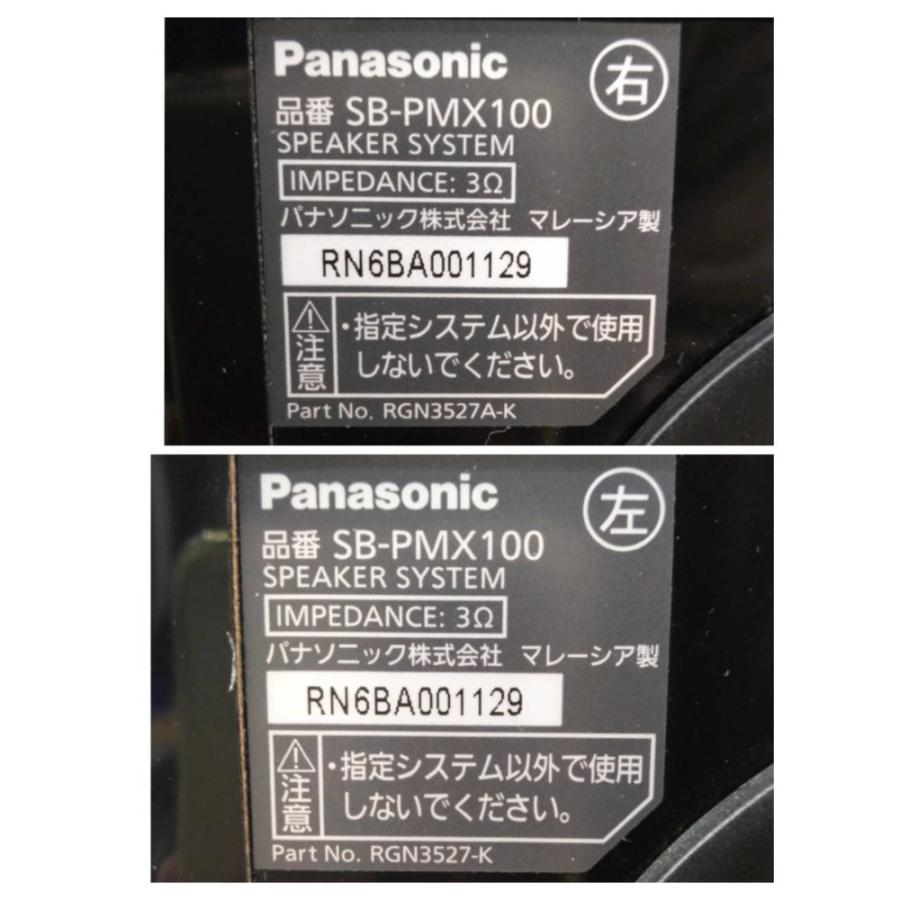 Panasonic
右
品番 SB-PMX100
SPEAKER SYSTEM
IMPEDANCE: 3Ω
パナソニック株式会社 マレーシア製
RN6BA001129
注意
・指定システム以外で使用
しないでください。
Part No. RGN3527A-K
Panasonic
左
品番 SB-PMX100
SPEAKER SYSTEM
IMPEDANCE: 3Ω
パナソニック株式会社 マレーシア製
RN6BA001129
注意
・指定システム以外で使用
しないでください。
Part No. RGN3527-K